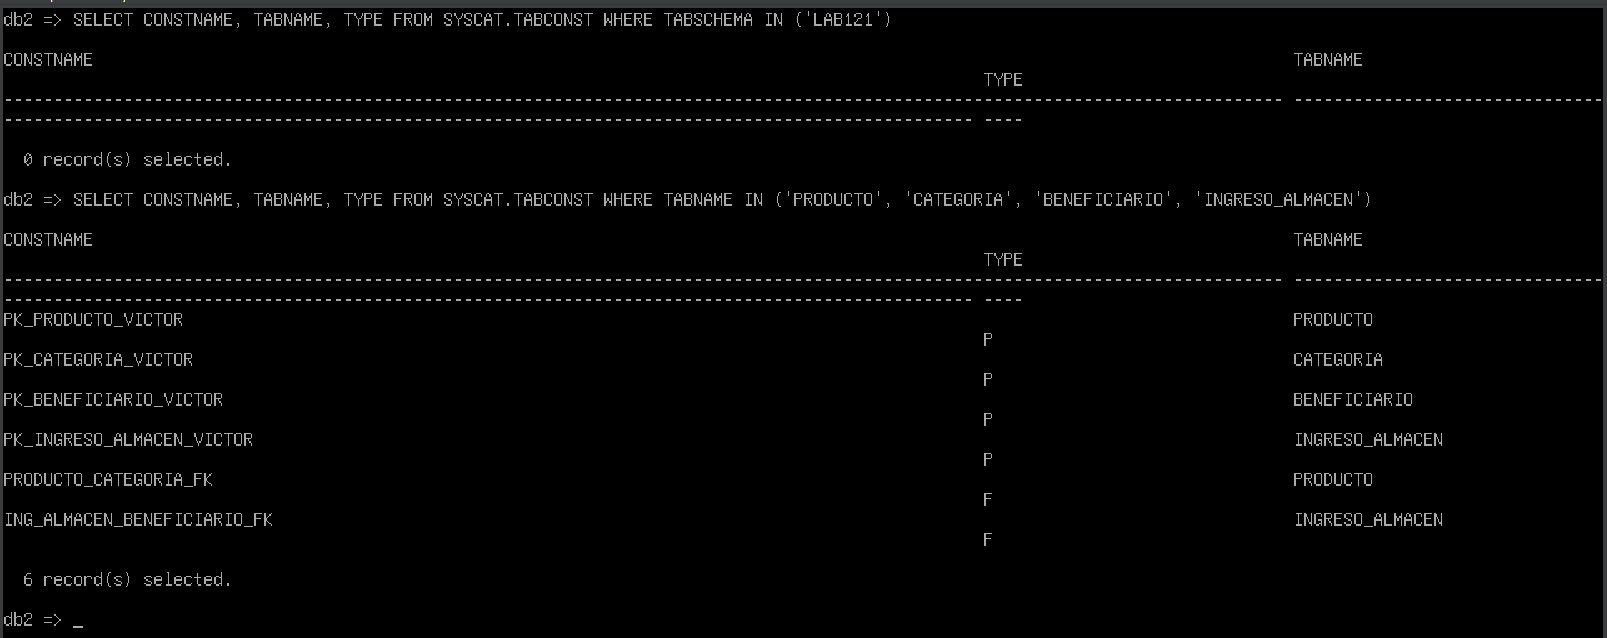 db2 => SELECT CONSTNAME, TABNAME, TYPE FROM SYSCAT.TABCONST WHERE TABSCHEMA IN ('LAB121')
CONSTNAME TABNAME
TYPE
-------------------------------------------------------------------------------------------------------------------------------- -------------------------------
------------------------------------------------------------------------------------------------- ----
0 record(s) selected.
db2 => SELECT CONSTNAME, TABNAME, TYPE FROM SYSCAT.TABCONST WHERE TABNAME IN ('PRODUCTO', 'CATEGORIA', 'BENEFICIARIO', 'INGRESO_ALMACEN')
CONSTNAME TABNAME
TYPE
-------------------------------------------------------------------------------------------------------------------------------- -------------------------------
------------------------------------------------------------------------------------------------- ----
PK_PRODUCTO_VICTOR PRODUCTO
P
PK_CATEGORIA_VICTOR CATEGORIA
P
PK_BENEFICIARIO_VICTOR BENEFICIARIO
P
PK_INGRESO_ALMACEN_VICTOR INGRESO_ALMACEN
P
PRODUCTO_CATEGORIA_FK PRODUCTO
F
ING_ALMACEN_BENEFICIARIO_FK INGRESO_ALMACEN
F
6 record(s) selected.
db2 => _